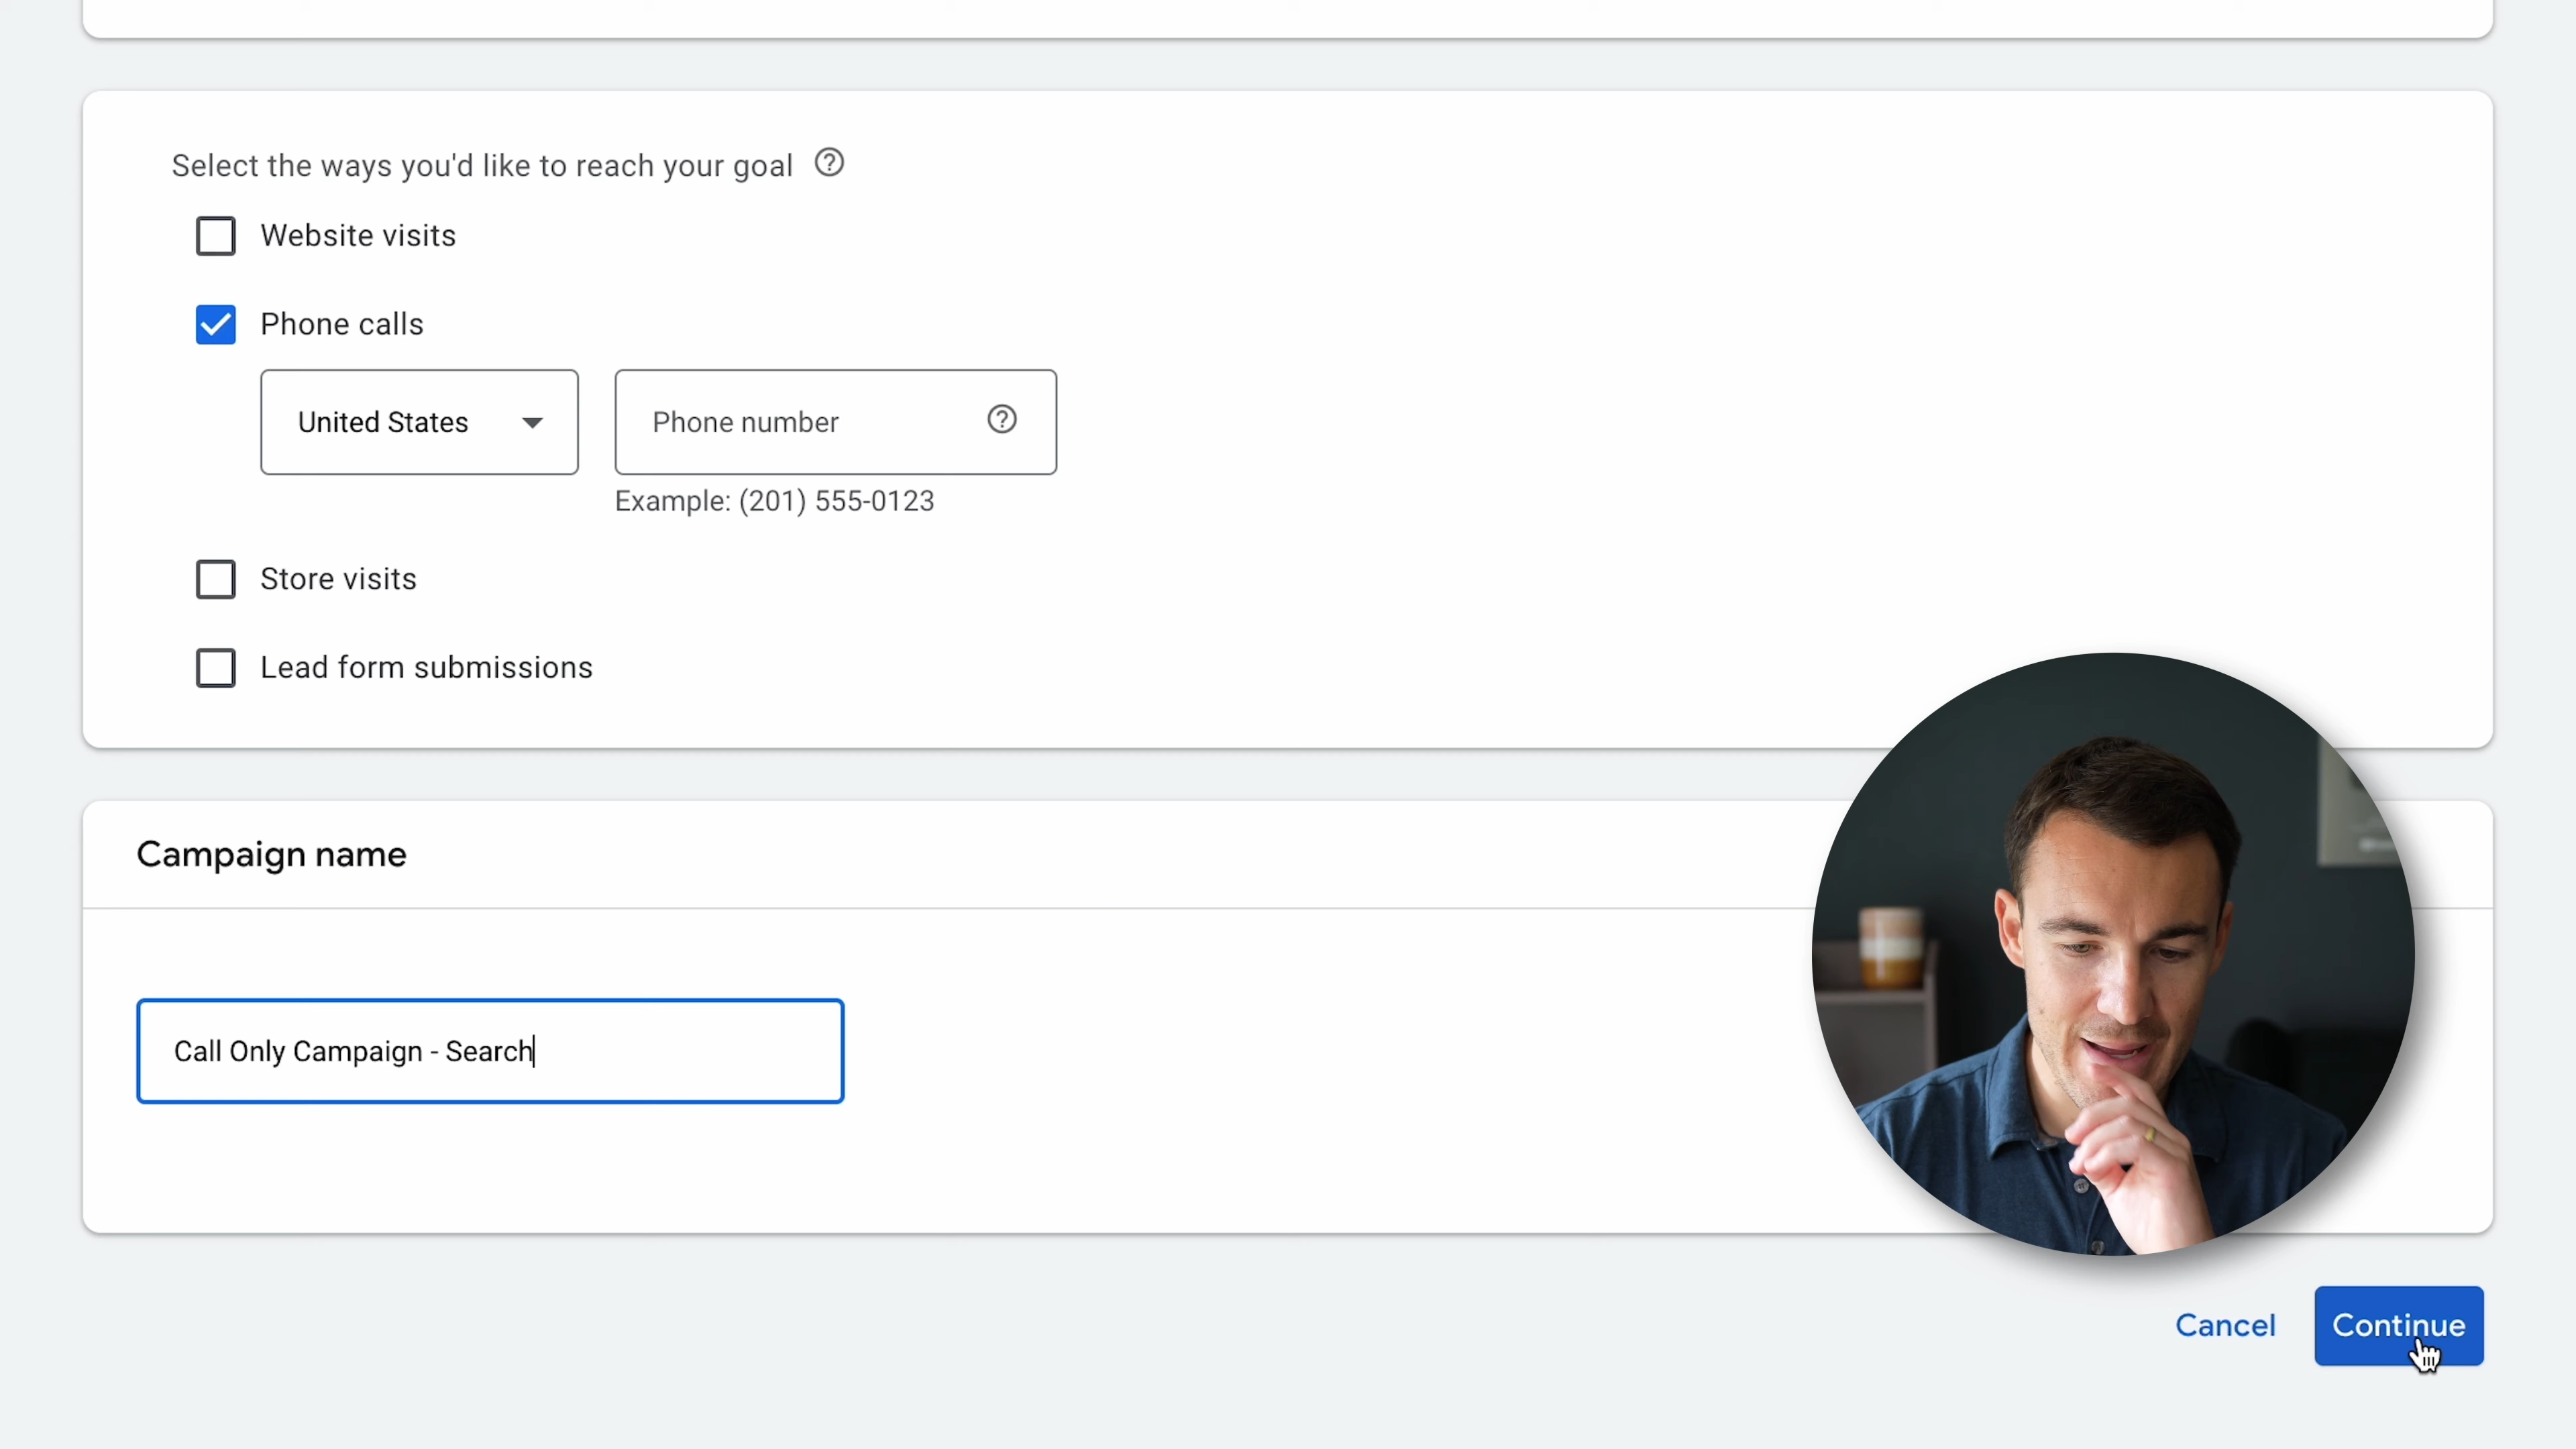 Select the ways you'd like to reach your goal
Website visits
Phone calls
United States
Phone number
Example: (201) 555-0123
Store visits
Lead form submissions
Campaign name
Call Only Campaign - Search
Cancel
Continue